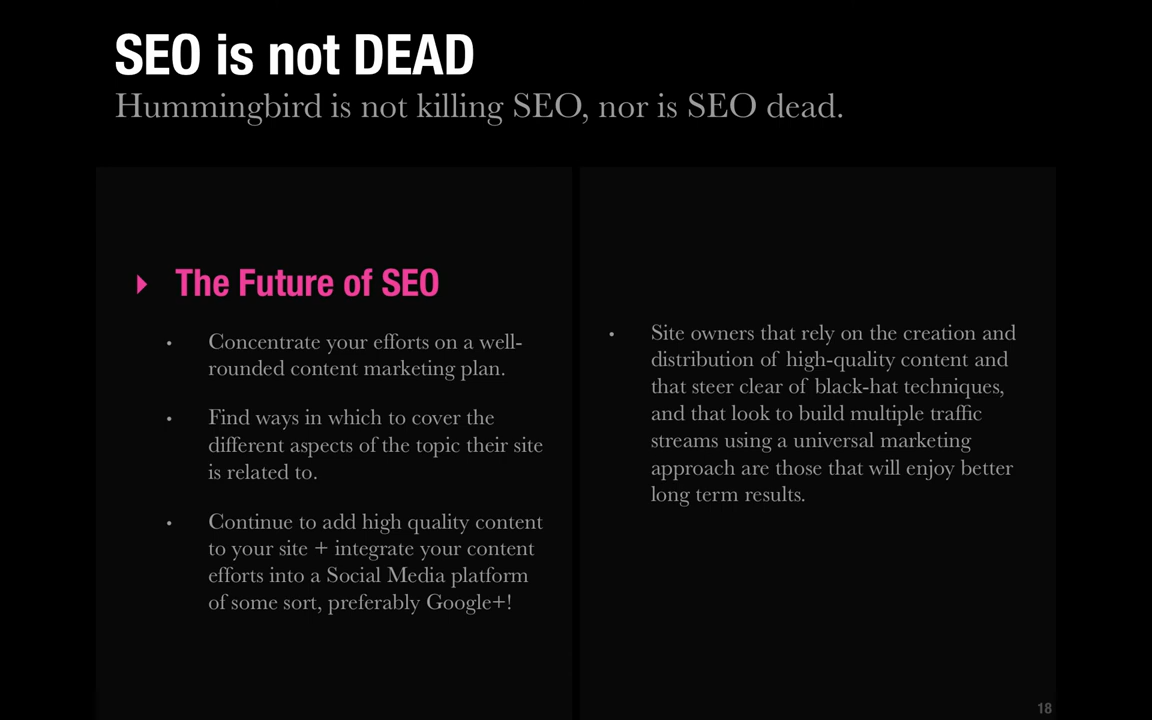 SEO is not DEAD
Hummingbird is not killing SEO, nor is SEO dead.
The Future of SEO
• Concentrate your efforts on a well-
rounded content marketing plan.
• Find ways in which to cover the
different aspects of the topic their site
is related to.
• Continue to add high quality content
to your site + integrate your content
efforts into a Social Media platform
of some sort, preferably Google+!
• Site owners that rely on the creation and
distribution of high-quality content and
that steer clear of black-hat techniques,
and that look to build multiple traffic
streams using a universal marketing
approach are those that will enjoy better
long term results.
18